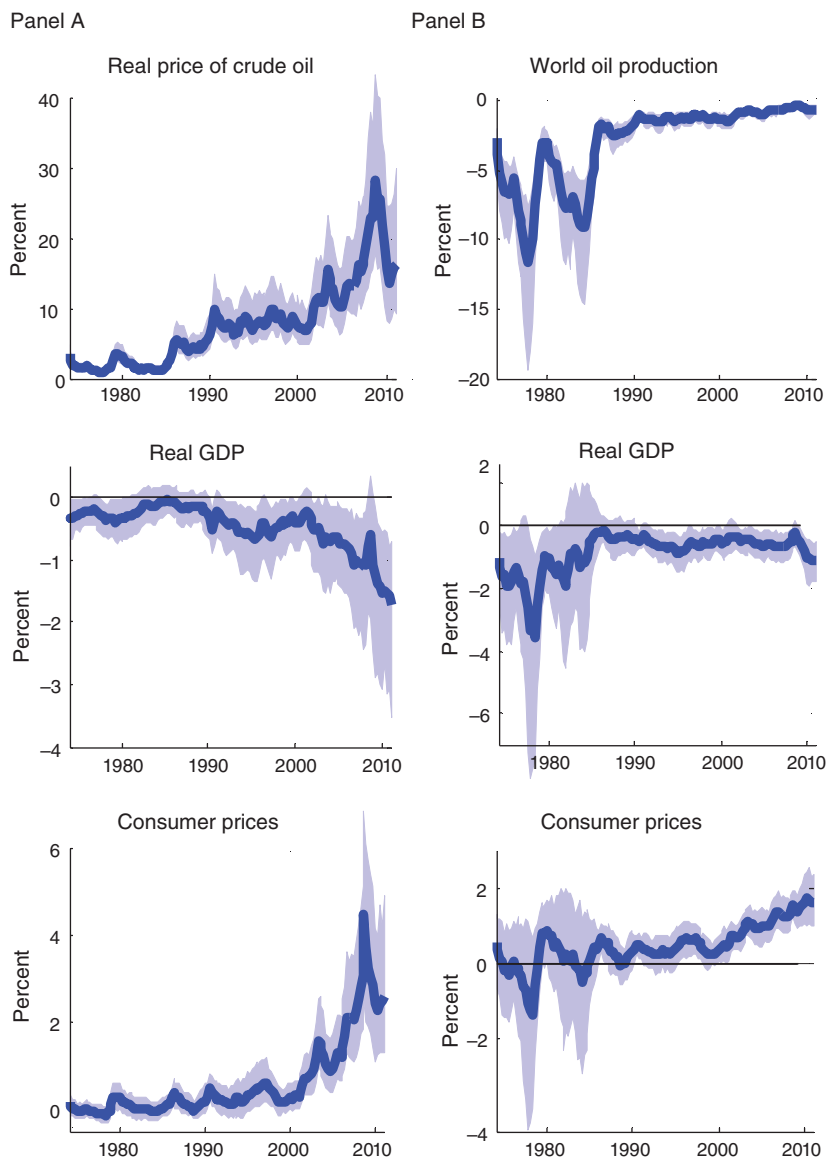 Panel A
Real price of crude oil
Percent
40
30
20
10
0
1980 1990 2000 2010
Real GDP
Percent
0
−1
−2
−3
−4
1980 1990 2000 2010
Consumer prices
Percent
6
4
2
0
1980 1990 2000 2010
Panel B
World oil production
Percent
0
−5
−10
−15
−20
1980 1990 2000 2010
Real GDP
Percent
2
0
−2
−4
−6
1980 1990 2000 2010
Consumer prices
Percent
2
0
−2
−4
1980 1990 2000 2010